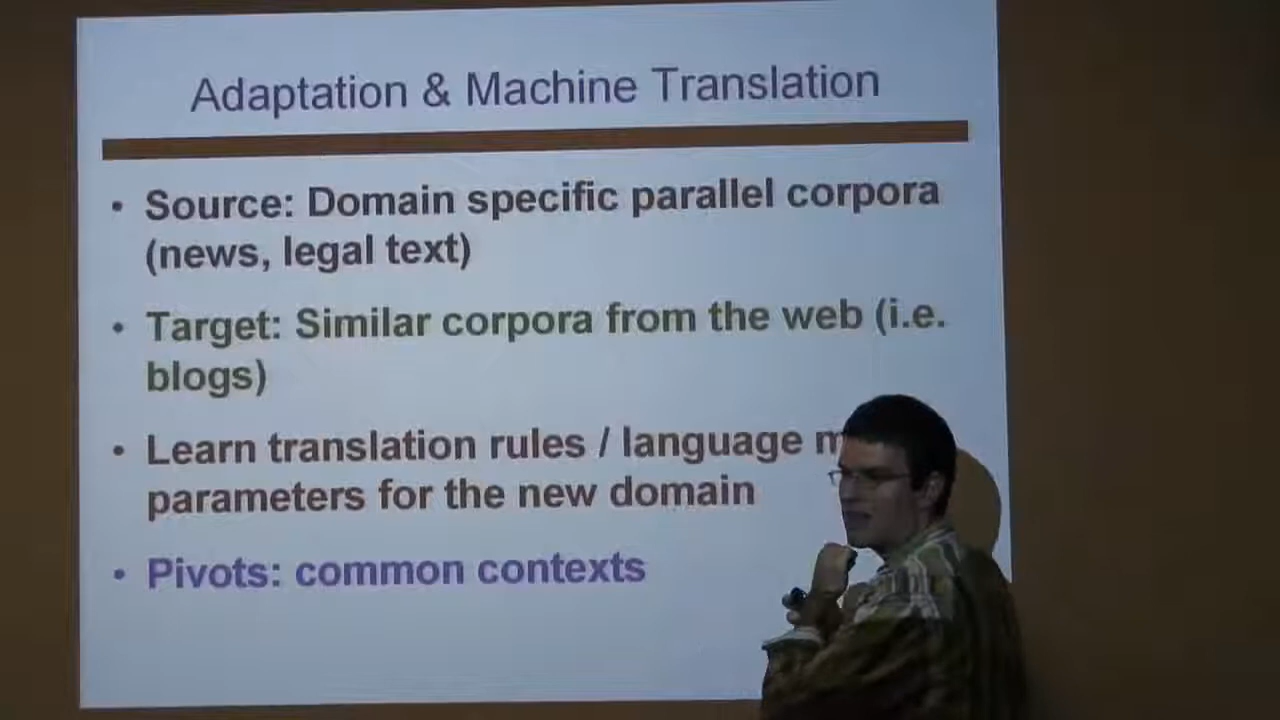 Adaptation & Machine Translation
• Source: Domain specific parallel corpora
(news, legal text)
• Target: Similar corpora from the web (i.e.
blogs)
• Learn translation rules / language
parameters for the new domain
• Pivots: common contexts